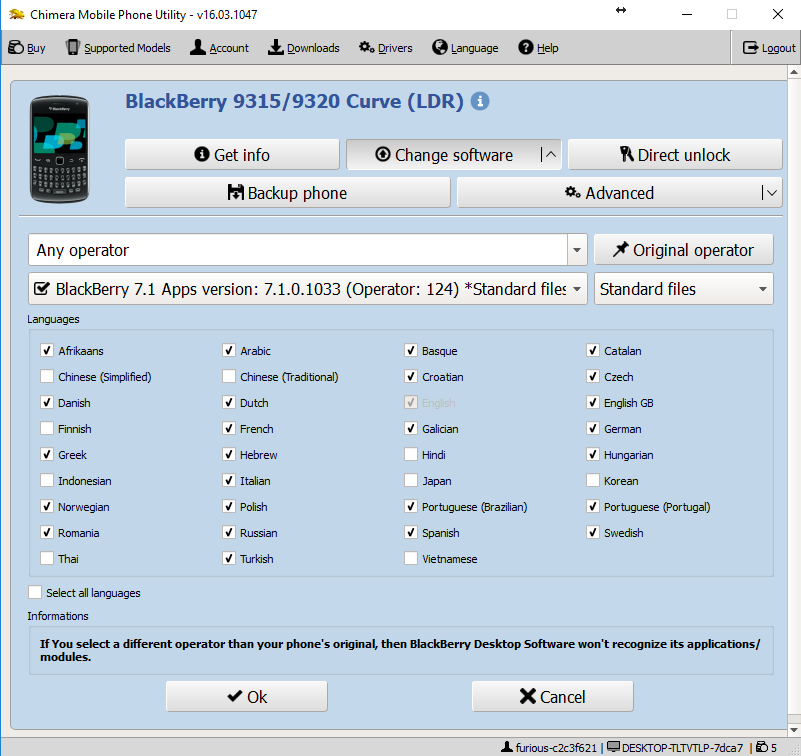 Chimera Mobile Phone Utility - v16.03.1047
Buy Supported Models Account Downloads Drivers Language Help Logout
BlackBerry 9315/9320 Curve (LDR)
Get info Change software Direct unlock
Backup phone Advanced
Any operator Original operator
BlackBerry 7.1 Apps version: 7.1.0.1033 (Operator: 124) *Standard files Standard files
Languages
Afrikaans Arabic Basque Catalan
Chinese (Simplified) Chinese (Traditional) Croatian Czech
Danish Dutch English English GB
Finnish French Galician German
Greek Hebrew Hindi Hungarian
Indonesian Italian Japan Korean
Norwegian Polish Portuguese (Brazilian) Portuguese (Portugal)
Romania Russian Spanish Swedish
Thai Turkish Vietnamese
Select all languages
Informations
If You select a different operator than your phone's original, then BlackBerry Desktop Software won't recognize its applications/
modules.
Ok Cancel
furious-c2c3f621 | DESKTOP-TLTVTLP-7dca7 | 5